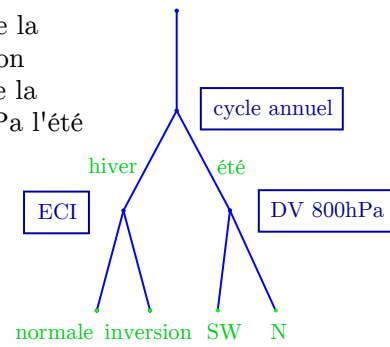 e la
on
e la
Pa l'été
cycle annuel
hiver
été
ECI
DV 800hPa
normale inversion SW N